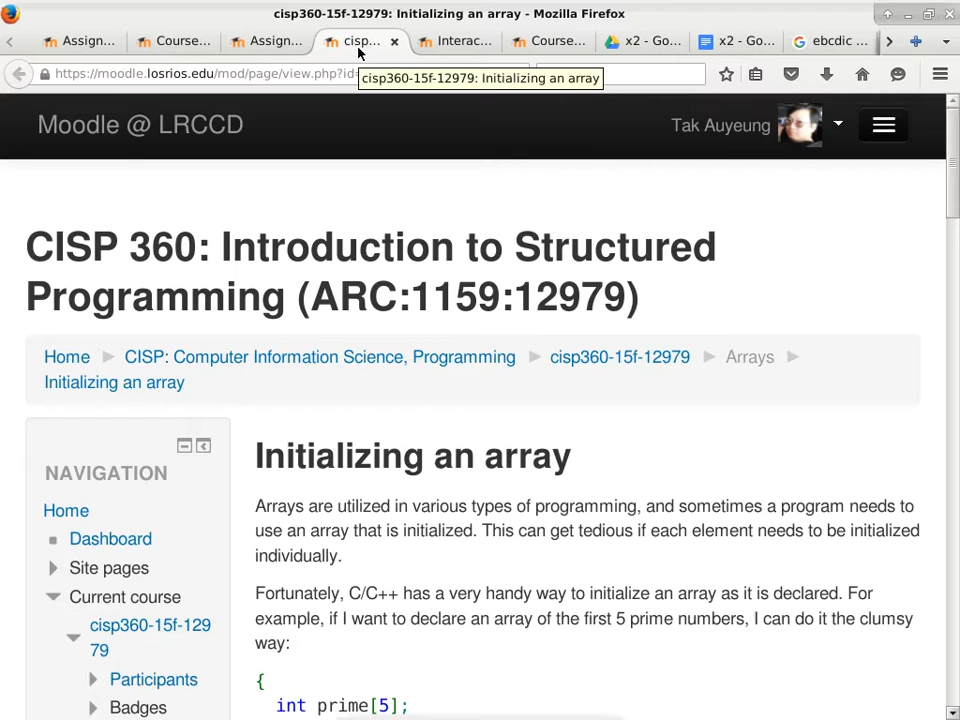 cisp360-15f-12979: Initializing an array - Mozilla Firefox
Assign... Course... Assign... cisp... Interac... Course... x2 - Go... x2 - Go... ebcdic ...
https://moodle.losrios.edu/mod/page/view.php?id=
cisp360-15f-12979: Initializing an array
Moodle @ LRCCD
Tak Auyeung
CISP 360: Introduction to Structured
Programming (ARC:1159:12979)
Home CISP: Computer Information Science, Programming cisp360-15f-12979 Arrays
Initializing an array
NAVIGATION
Home
Dashboard
Site pages
Current course
cisp360-15f-129
79
Participants
Badges
Initializing an array
Arrays are utilized in various types of programming, and sometimes a program needs to
use an array that is initialized. This can get tedious if each element needs to be initialized
individually.
Fortunately, C/C++ has a very handy way to initialize an array as it is declared. For
example, if I want to declare an array of the first 5 prime numbers, I can do it the clumsy
way:
{
int prime[5];